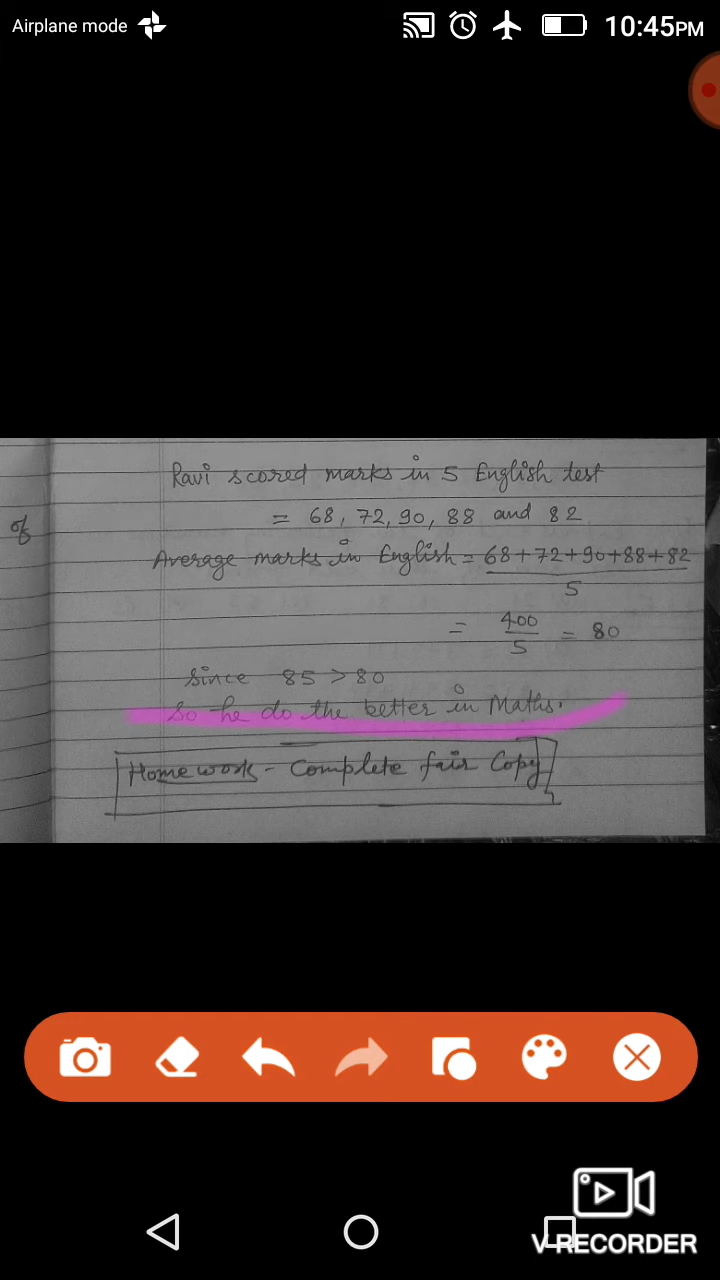 Airplane mode 10:45PM
Ravi scored marks in 5 English test
of
= 68, 72, 90, 88 and 82
Average marks in English = 68+72+90+88+82
5
= 400 = 80
5
Since 85 > 80
So he do the better in Maths.
Homework - Complete fair Copy
V RECORDER